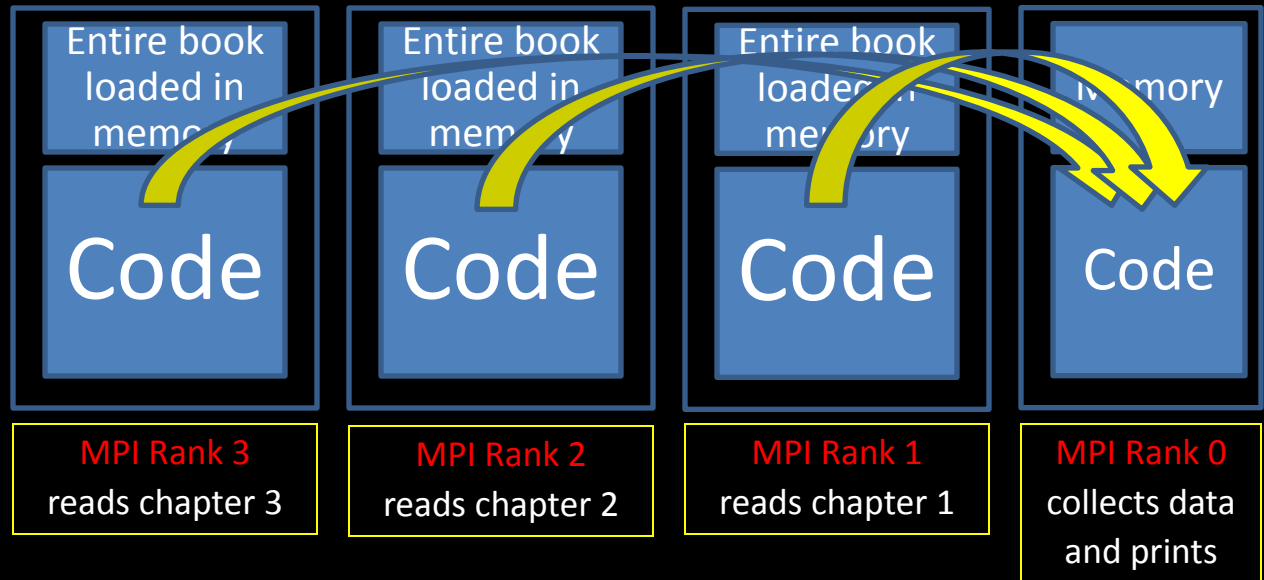 Entire book
loaded in
memory
Code
MPI Rank 3
reads chapter 3
Entire book
loaded in
memory
Code
MPI Rank 2
reads chapter 2
Entire book
loaded in
memory
Code
MPI Rank 1
reads chapter 1
Memory
Code
MPI Rank 0
collects data
and prints